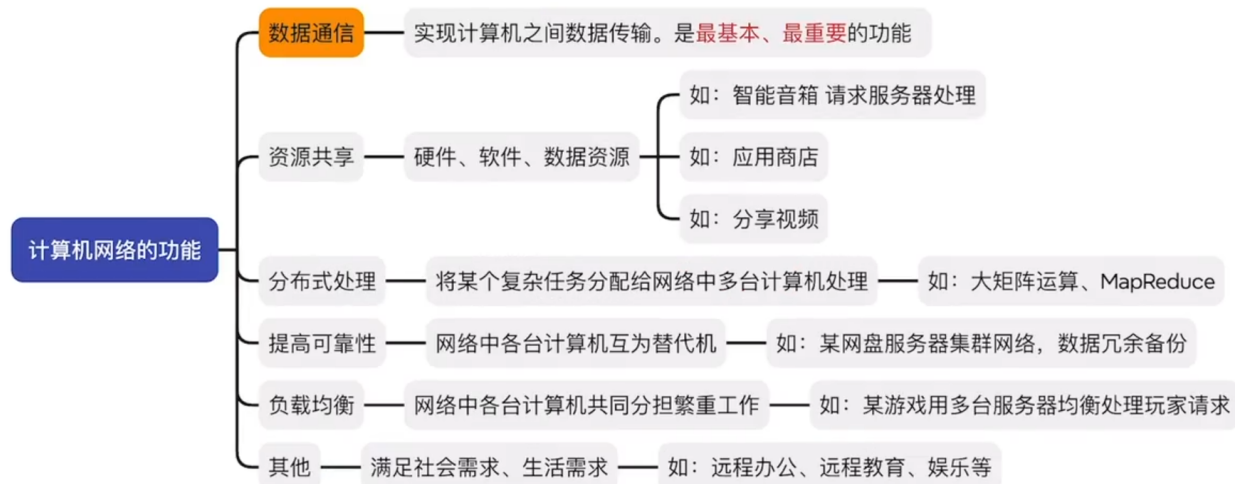 数据通信
实现计算机之间数据传输。是最基本、最重要的功能
如：智能音箱 请求服务器处理
资源共享
硬件、软件、数据资源
如：应用商店
如：分享视频
计算机网络的功能
分布式处理
将某个复杂任务分配给网络中多台计算机处理
如：大矩阵运算、MapReduce
提高可靠性
网络中各台计算机互为替代机
如：某网盘服务器集群网络，数据冗余备份
负载均衡
网络中各台计算机共同分担繁重工作
如：某游戏用多台服务器均衡处理玩家请求
其他
满足社会需求、生活需求
如：远程办公、远程教育、娱乐等